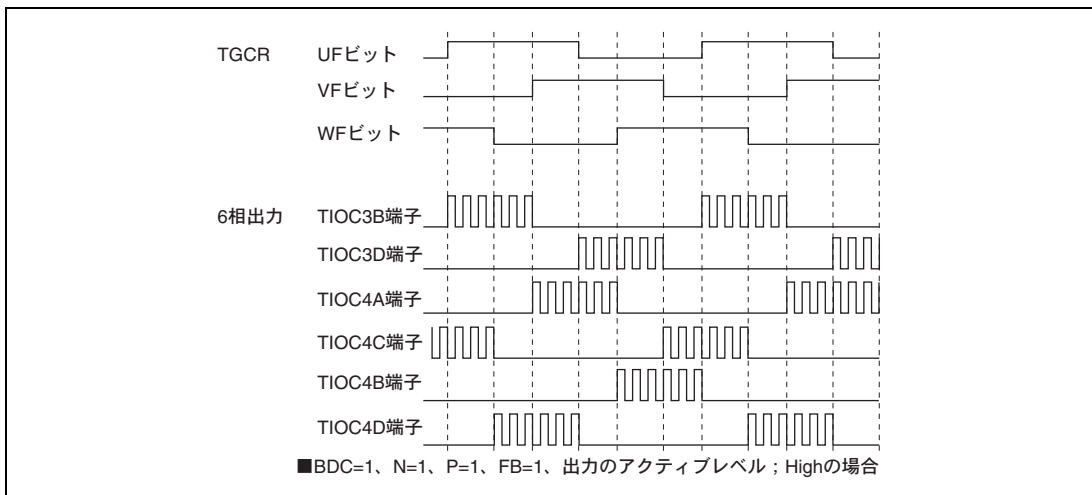 TGCR UFビット
VFビット
WFビット
6相出力 TIOC3B端子
TIOC3D端子
TIOC4A端子
TIOC4C端子
TIOC4B端子
TIOC4D端子
■BDC=1、N=1、P=1、FB=1、出力のアクティブレベル；Highの場合